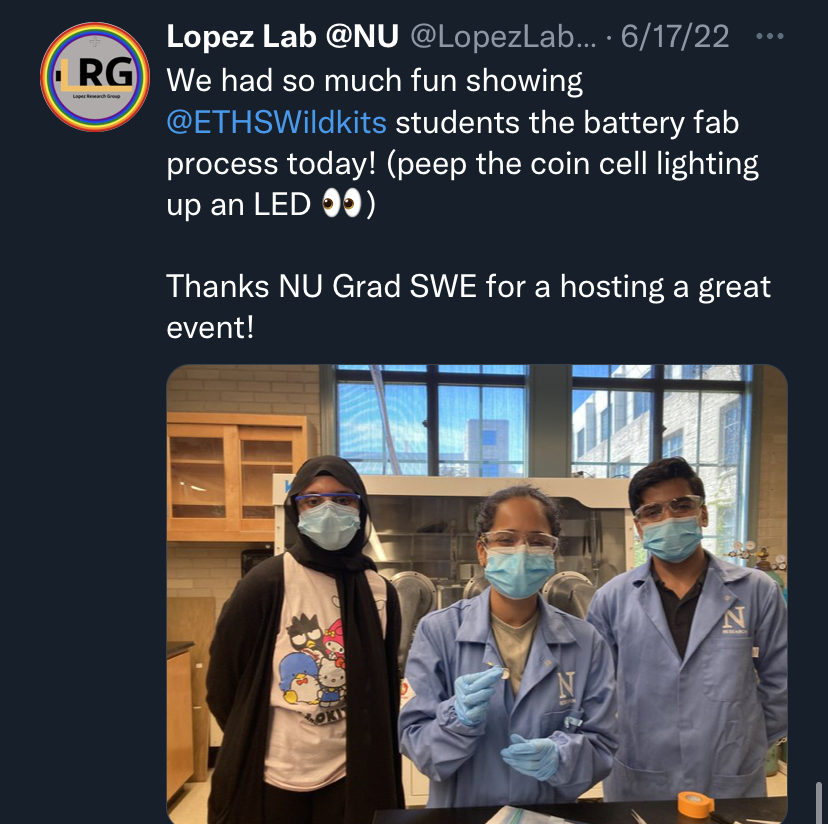 Lopez Lab @NU @LopezLab... · 6/17/22 ...
LRG
Lopez Research Group
We had so much fun showing
@ETHSWildkits students the battery fab
process today! (peep the coin cell lighting
up an LED 👀)
Thanks NU Grad SWE for a hosting a great
event!
N
RESEARCH
N